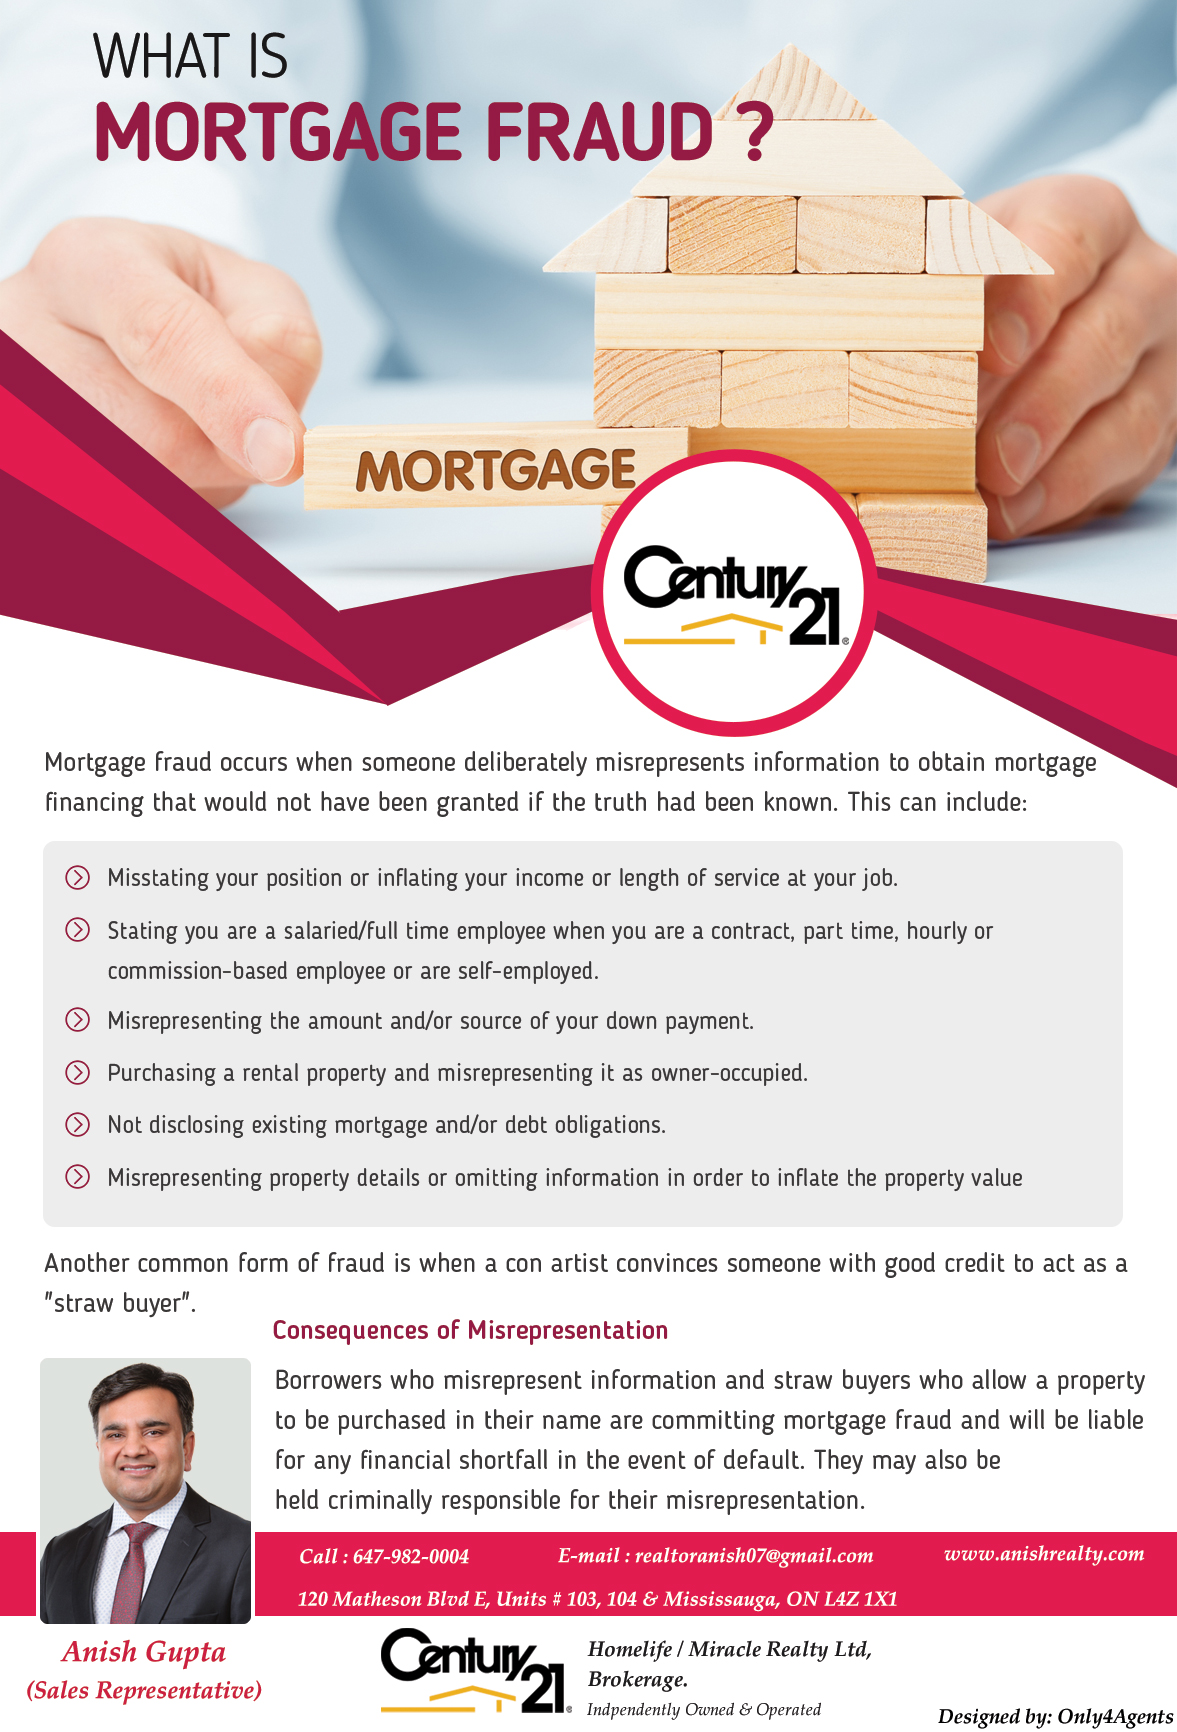 WHAT IS
MORTGAGE FRAUD ?
MORTGAGE
Century 21®
Mortgage fraud occurs when someone deliberately misrepresents information to obtain mortgage
financing that would not have been granted if the truth had been known. This can include:
Misstating your position or inflating your income or length of service at your job.
Stating you are a salaried/full time employee when you are a contract, part time, hourly or
commission-based employee or are self-employed.
Misrepresenting the amount and/or source of your down payment.
Purchasing a rental property and misrepresenting it as owner-occupied.
Not disclosing existing mortgage and/or debt obligations.
Misrepresenting property details or omitting information in order to inflate the property value
Another common form of fraud is when a con artist convinces someone with good credit to act as a
"straw buyer".
Consequences of Misrepresentation
Borrowers who misrepresent information and straw buyers who allow a property
to be purchased in their name are committing mortgage fraud and will be liable
for any financial shortfall in the event of default. They may also be
held criminally responsible for their misrepresentation.
Call : 647-982-0004 E-mail : realtoranish07@gmail.com www.anishrealty.com
120 Matheson Blvd E, Units # 103, 104 & Mississauga, ON L4Z 1X1
Anish Gupta
(Sales Representative)
Century 21®
Homelife / Miracle Realty Ltd,
Brokerage.
Indpendently Owned & Operated
Designed by: Only4Agents